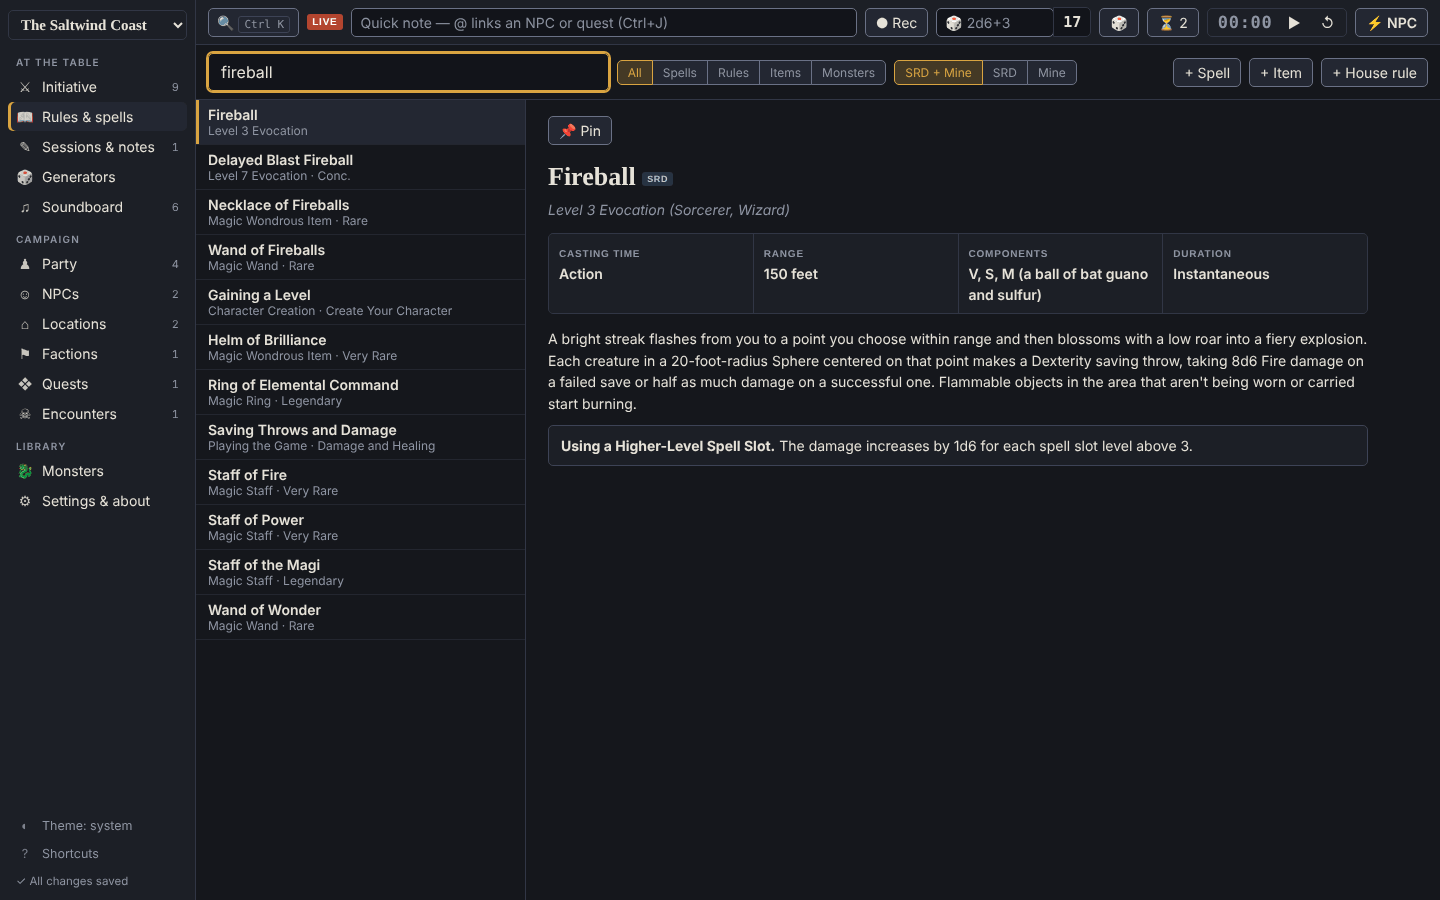 The Saltwind Coast
AT THE TABLE
Initiative 9
Rules & spells
Sessions & notes 1
Generators
Soundboard 6
CAMPAIGN
Party 4
NPCs 2
Locations 2
Factions 1
Quests 1
Encounters 1
LIBRARY
Monsters
Settings & about
Theme: system
? Shortcuts
✓ All changes saved
Ctrl K
LIVE
Quick note — @ links an NPC or quest (Ctrl+J)
Rec
2d6+3
17
2
00:00
NPC
fireball
All Spells Rules Items Monsters
SRD + Mine SRD Mine
+ Spell
+ Item
+ House rule
Fireball
Level 3 Evocation
Delayed Blast Fireball
Level 7 Evocation · Conc.
Necklace of Fireballs
Magic Wondrous Item · Rare
Wand of Fireballs
Magic Wand · Rare
Gaining a Level
Character Creation · Create Your Character
Helm of Brilliance
Magic Wondrous Item · Very Rare
Ring of Elemental Command
Magic Ring · Legendary
Saving Throws and Damage
Playing the Game · Damage and Healing
Staff of Fire
Magic Staff · Very Rare
Staff of Power
Magic Staff · Very Rare
Staff of the Magi
Magic Staff · Legendary
Wand of Wonder
Magic Wand · Rare
Pin
Fireball SRD
Level 3 Evocation (Sorcerer, Wizard)
CASTING TIME
Action
RANGE
150 feet
COMPONENTS
V, S, M (a ball of bat guano
and sulfur)
DURATION
Instantaneous
A bright streak flashes from you to a point you choose within range and then blossoms with a low roar into a fiery explosion.
Each creature in a 20-foot-radius Sphere centered on that point makes a Dexterity saving throw, taking 8d6 Fire damage on
a failed save or half as much damage on a successful one. Flammable objects in the area that aren't being worn or carried
start burning.
Using a Higher-Level Spell Slot. The damage increases by 1d6 for each spell slot level above 3.